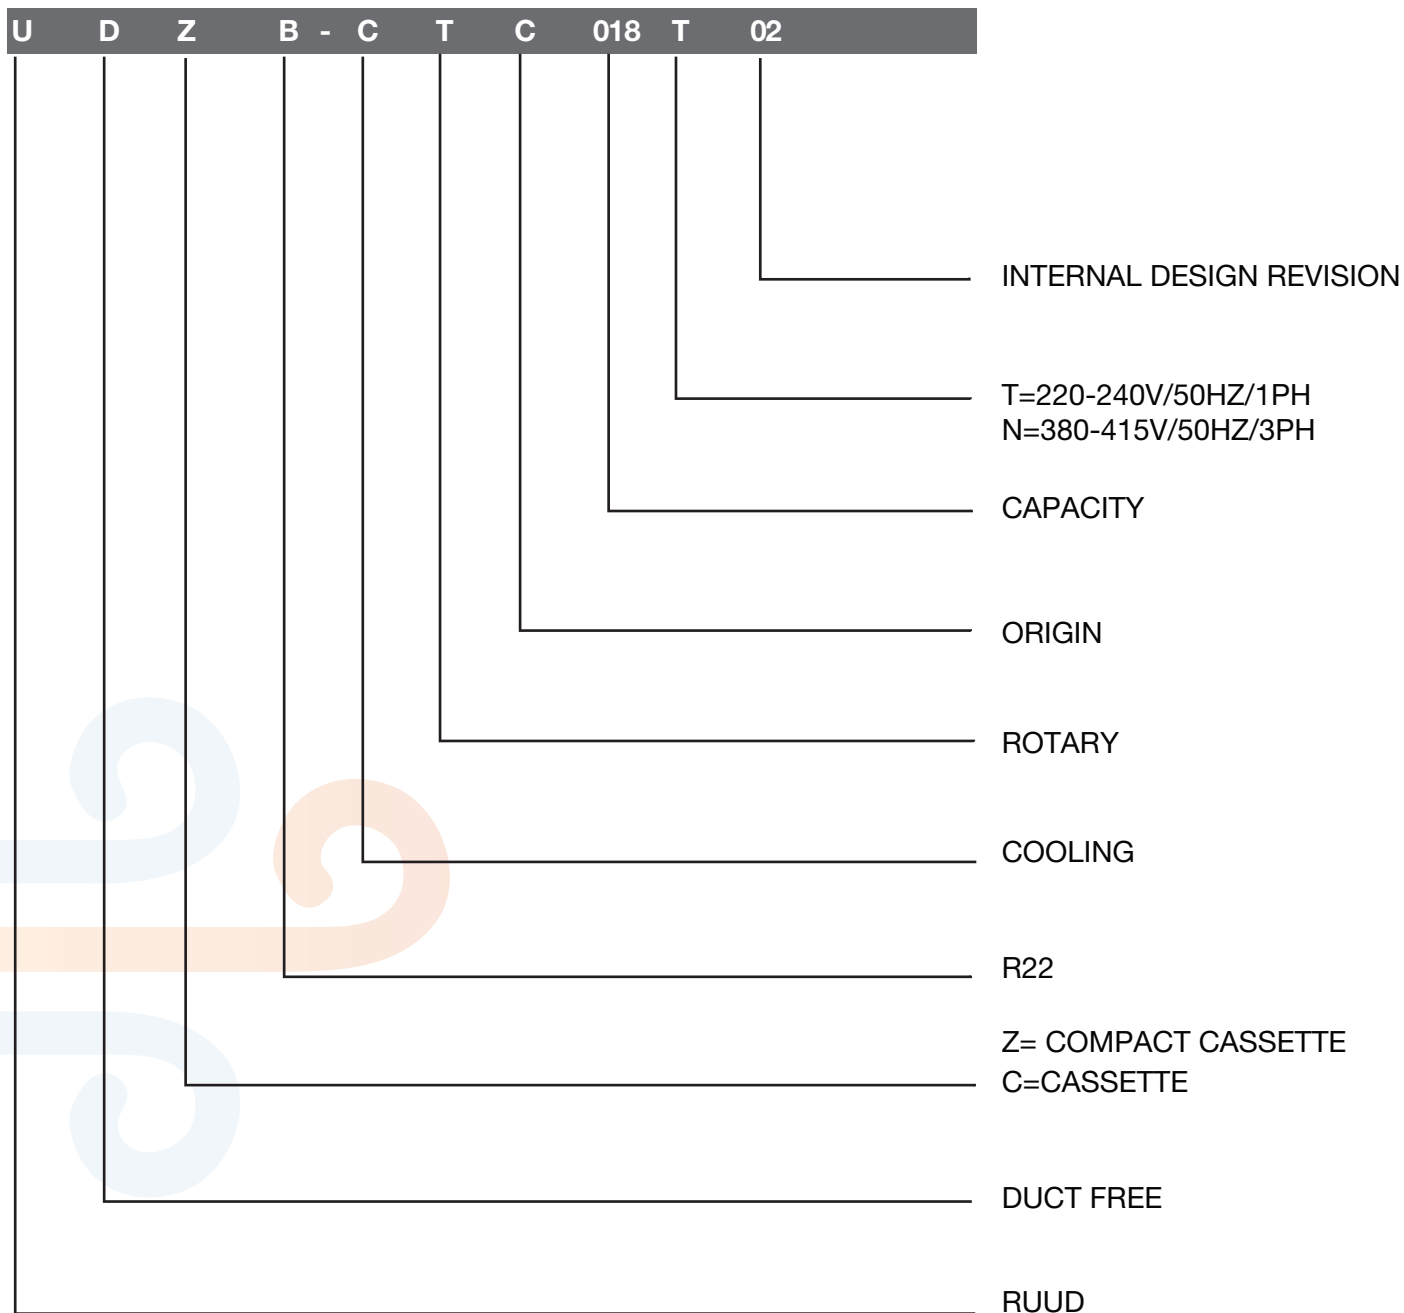 U D Z B - C T C 018 T 02
INTERNAL DESIGN REVISION
T=220-240V/50HZ/1PH
N=380-415V/50HZ/3PH
CAPACITY
ORIGIN
ROTARY
COOLING
R22
Z= COMPACT CASSETTE
C=CASSETTE
DUCT FREE
RUUD